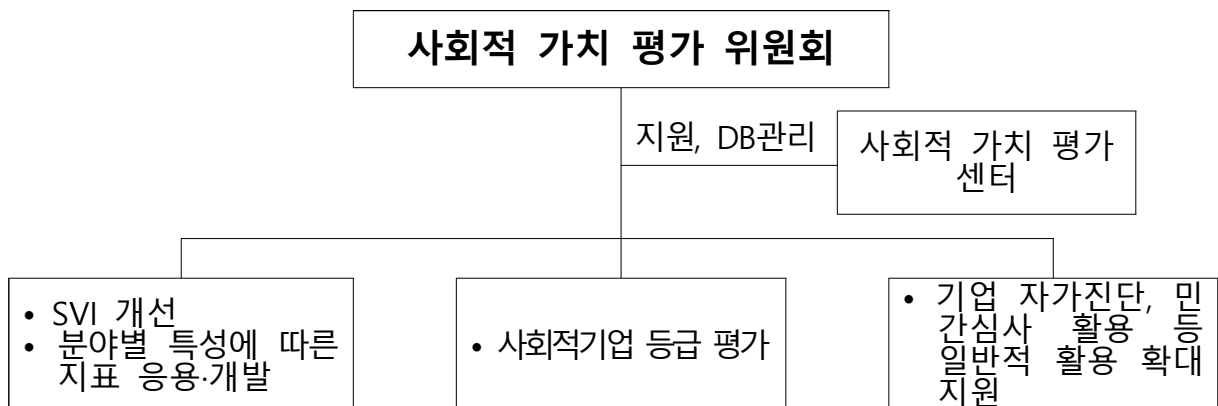 사회적 가치 평가 위원회
지원, DB관리
사회적 가치 평가
센터
• SVI 개선
• 분야별 특성에 따른
지표 응용·개발
• 사회적기업 등급 평가
• 기업 자가진단, 민
간심사 활용 등
일반적 활용 확대
지원